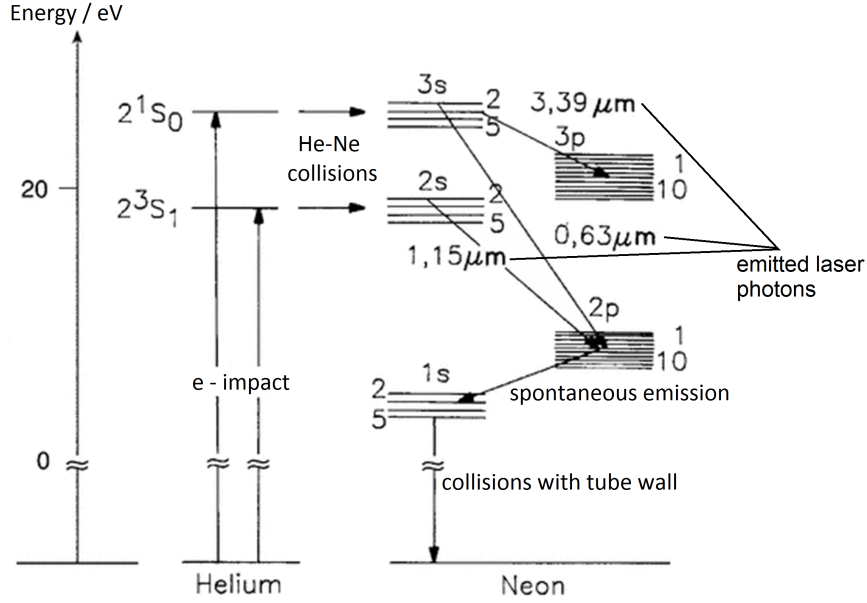 Energy / eV
3s
2
3,39 μm
2¹S₀
5
He-Ne
collisions
3p
1
10
20
2s
2
2³S₁
5
0,63μm
1,15μm
emitted laser
photons
2p
1
10
1s
e - impact
2
5
spontaneous emission
0
collisions with tube wall
Helium
Neon